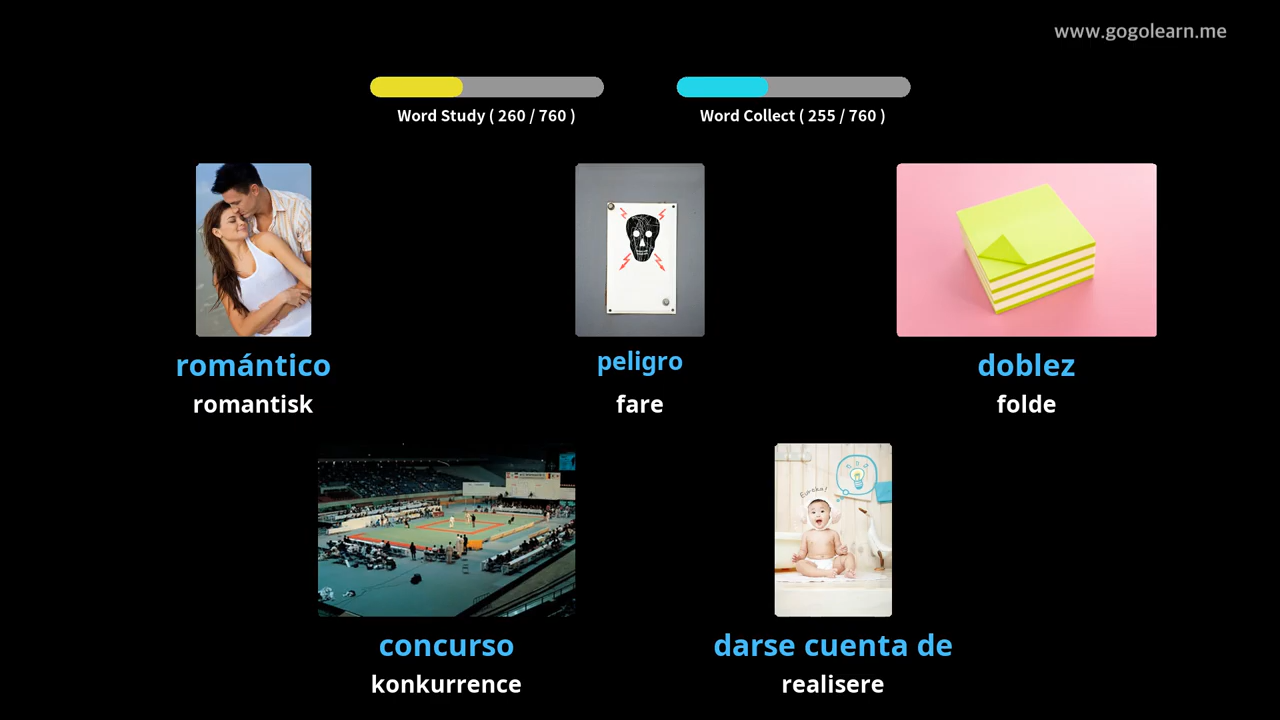 www.gogolearn.me
Word Study ( 260 / 760 )
Word Collect ( 255 / 760 )
romántico
romantisk
peligro
fare
doblez
folde
Eureka!
concurso
konkurrence
darse cuenta de
realisere